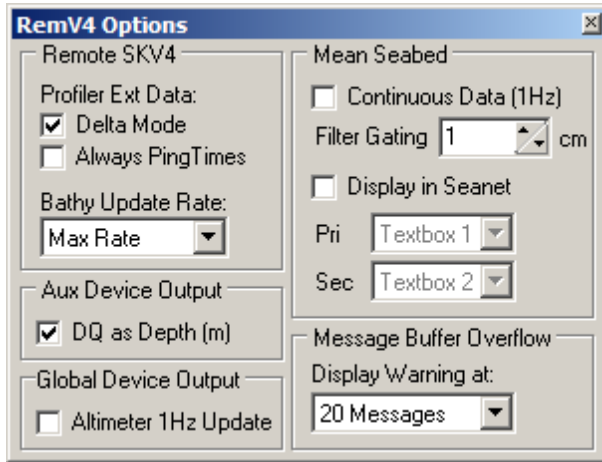 RemV4 Options
Remote SKV4
Profiler Ext Data:
Delta Mode
Always PingTimes
Bathy Update Rate:
Max Rate
Aux Device Output
DQ as Depth (m)
Global Device Output
Altimeter 1Hz Update
Mean Seabed
Continuous Data (1Hz)
Filter Gating 1 cm
Display in Seanet
Pri Textbox 1
Sec Textbox 2
Message Buffer Overflow
Display Warning at:
20 Messages